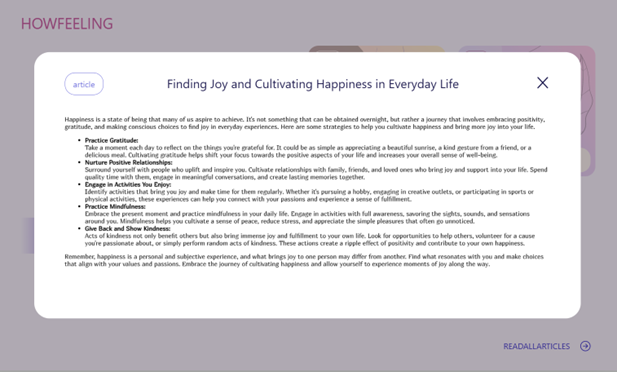 HOWFEELING
article
Finding Joy and Cultivating Happiness in Everyday Life
Happiness is a state of being that many of us aspire to achieve. It's not something that can be obtained overnight, but rather a journey that involves embracing positivity,
gratitude, and making conscious choices to find joy in everyday experiences. Here are some strategies to help you cultivate happiness and bring more joy into your life.
• Practice Gratitude:
Take a moment each day to reflect on the things you're grateful for. It could be as simple as appreciating a beautiful sunrise, a kind gesture from a friend, or a
delicious meal. Cultivating gratitude helps shift your focus towards the positive aspects of your life and increases your overall sense of well-being.
• Nurture Positive Relationships:
Surround yourself with people who uplift and inspire you. Cultivate relationships with family, friends, and loved ones who bring joy and support into your life. Spend
quality time with them, engage in meaningful conversations, and create lasting memories together.
• Engage in Activities You Enjoy:
Identify activities that bring you joy and make time for them regularly. Whether it's pursuing a hobby, engaging in creative outlets, or participating in sports or
physical activities, these experiences can help you connect with your passions and experience a sense of fulfillment.
• Practice Mindfulness:
Embrace the present moment and practice mindfulness in your daily life. Engage in activities with full awareness, savoring the sights, sounds, and sensations
around you. Mindfulness helps you cultivate a sense of peace, reduce stress, and appreciate the simple pleasures that often go unnoticed.
• Give Back and Show Kindness:
Acts of kindness not only benefit others but also bring immense joy and fulfillment to your own life. Look for opportunities to help others, volunteer for a cause
you're passionate about, or simply perform random acts of kindness. These actions create a ripple effect of positivity and contribute to your own happiness.
Remember, happiness is a personal and subjective experience, and what brings joy to one person may differ from another. Find what resonates with you and make choices
that align with your values and passions. Embrace the journey of cultivating happiness and allow yourself to experience moments of joy along the way.
READALLARTICLES